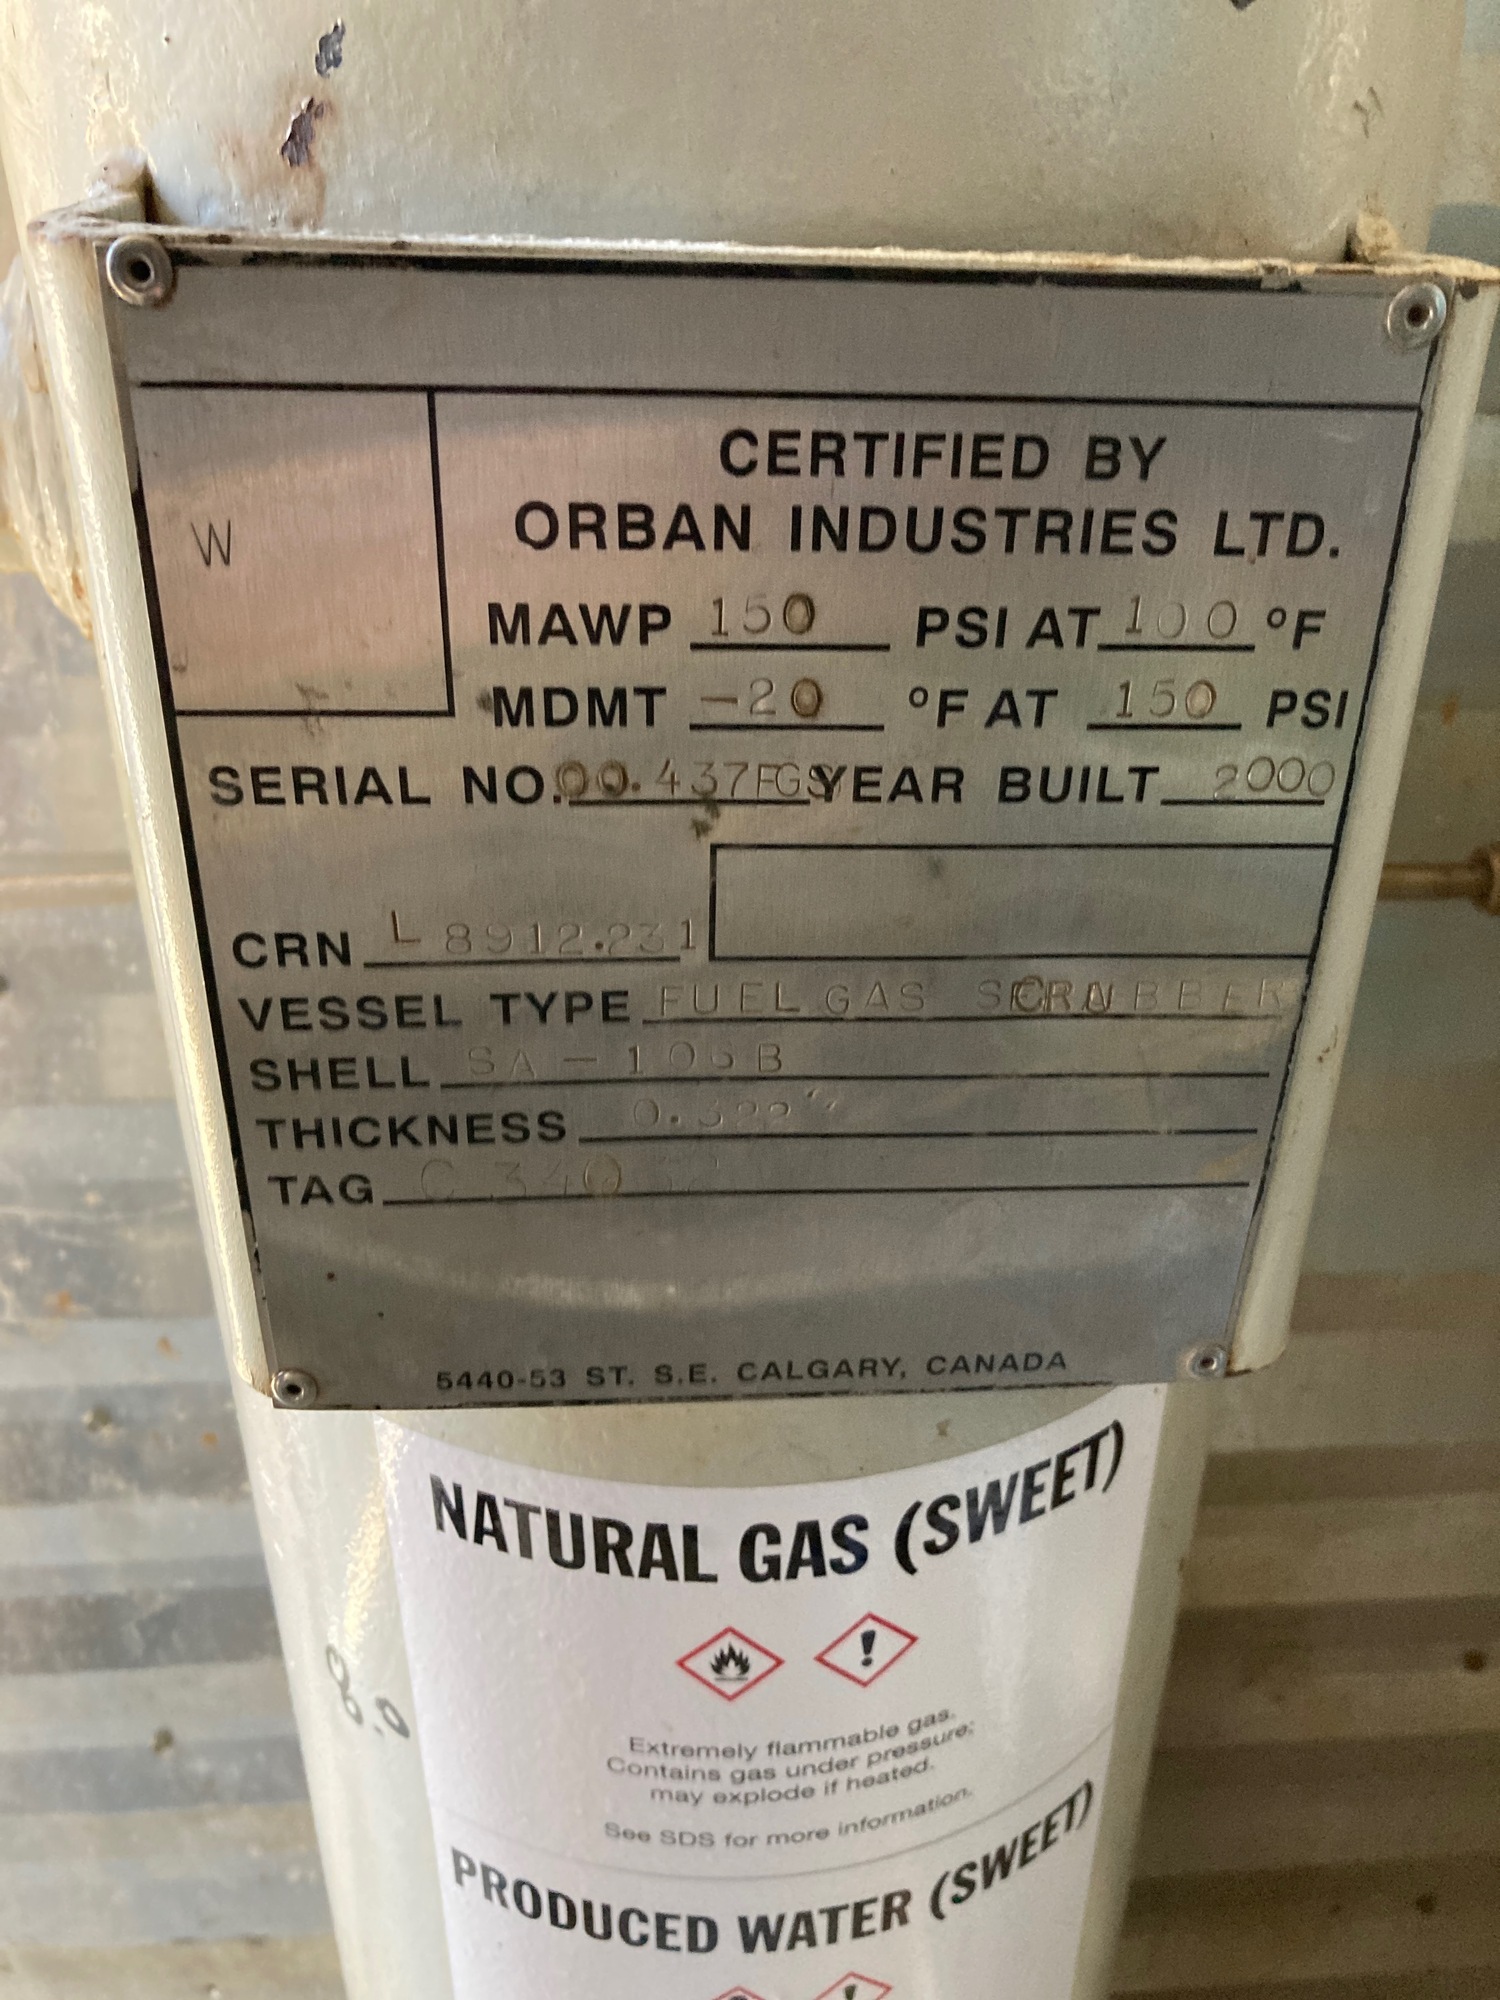 CERTIFIED BY
ORBAN INDUSTRIES LTD.
W
MAWP 150 PSI AT 100 °F
MDMT -20 °F AT 150 PSI
SERIAL NO. 00.437FGS YEAR BUILT 2000
CRN L 8912.231
VESSEL TYPE FUEL GAS SCRUBBER
SHELL SA-106B
THICKNESS 0.322"
TAG
5440-53 ST. S.E. CALGARY, CANADA
NATURAL GAS (SWEET)
Extremely flammable gas.
Contains gas under pressure;
may explode if heated.
See SDS for more information.
PRODUCED WATER (SWEET)